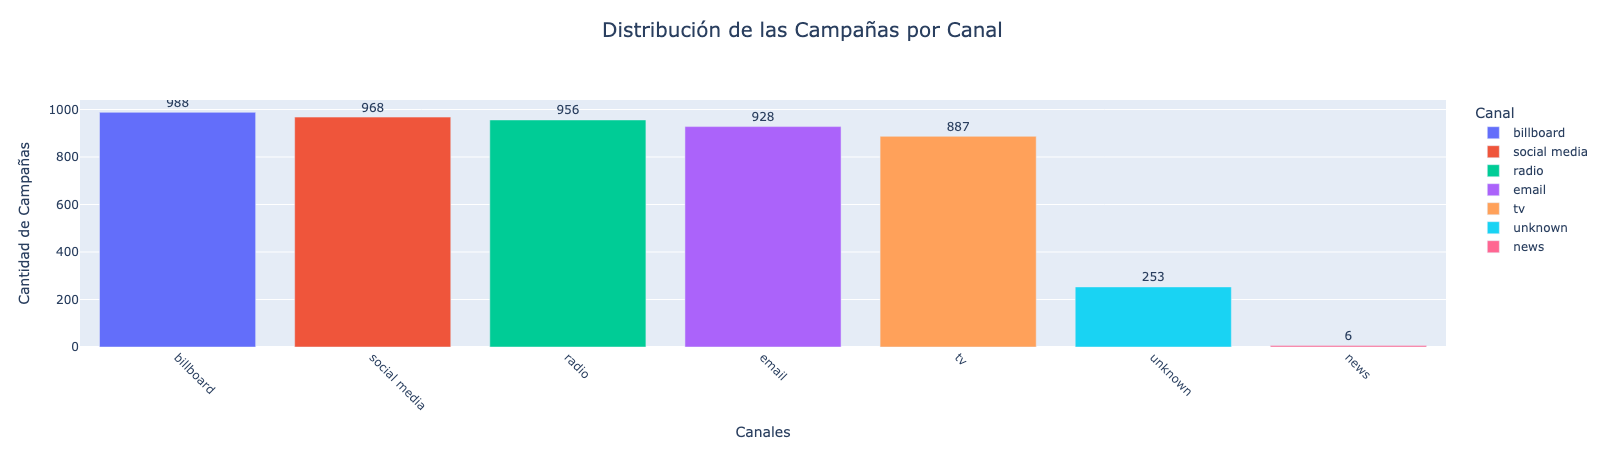 Distribución de las Campañas por Canal
Cantidad de Campañas
1000
800
600
400
200
0
988
968
956
928
887
253
6
billboard
social media
radio
email
tv
unknown
news
Canales
Canal
billboard
social media
radio
email
tv
unknown
news